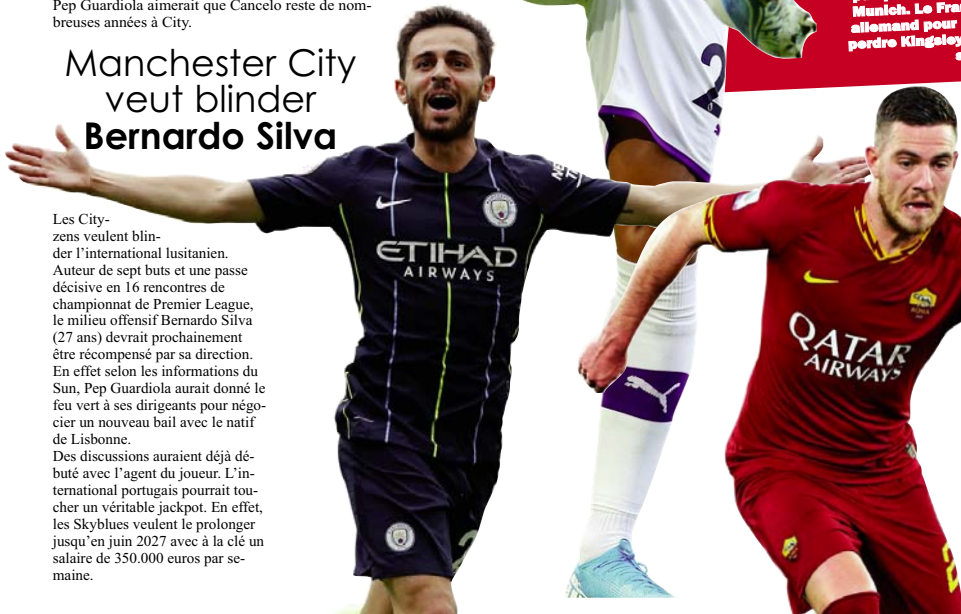 Pep Guardiola aimerait que Cancelo reste de nom-
breuses années à City.
Manchester City
veut blinder
Bernardo Silva
Les City-
zens veulent blin-
der l’international lusitanien.
Auteur de sept buts et une passe
décisive en 16 rencontres de
championnat de Premier League,
le milieu offensif Bernardo Silva
(27 ans) devrait prochainement
être récompensé par sa direction.
En effet selon les informations du
Sun, Pep Guardiola aurait donné le
feu vert à ses dirigeants pour négo-
cier un nouveau bail avec le natif
de Lisbonne.
Des discussions auraient déjà dé-
buté avec l’agent du joueur. L’in-
ternational portugais pourrait tou-
cher un véritable jackpot. En effet,
les Skyblues veulent le prolonger
jusqu’en juin 2027 avec à la clé un
salaire de 350.000 euros par se-
maine.
Munich. Le Fran
allemand pour
perdre Kingsley
ETIHAD
AIRWAYS
2
QATAR
AIRWAYS
ROMA
2